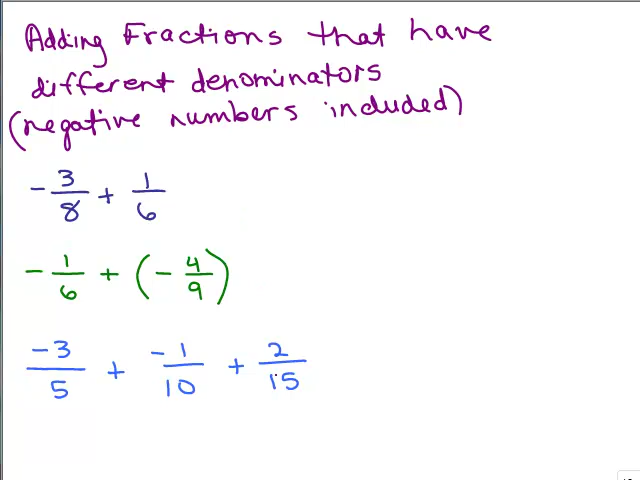 Adding Fractions that have
different denominators
(negative numbers included)
-3/8 + 1/6
-1/6 + (-4/9)
-3/5 + -1/10 + 2/15